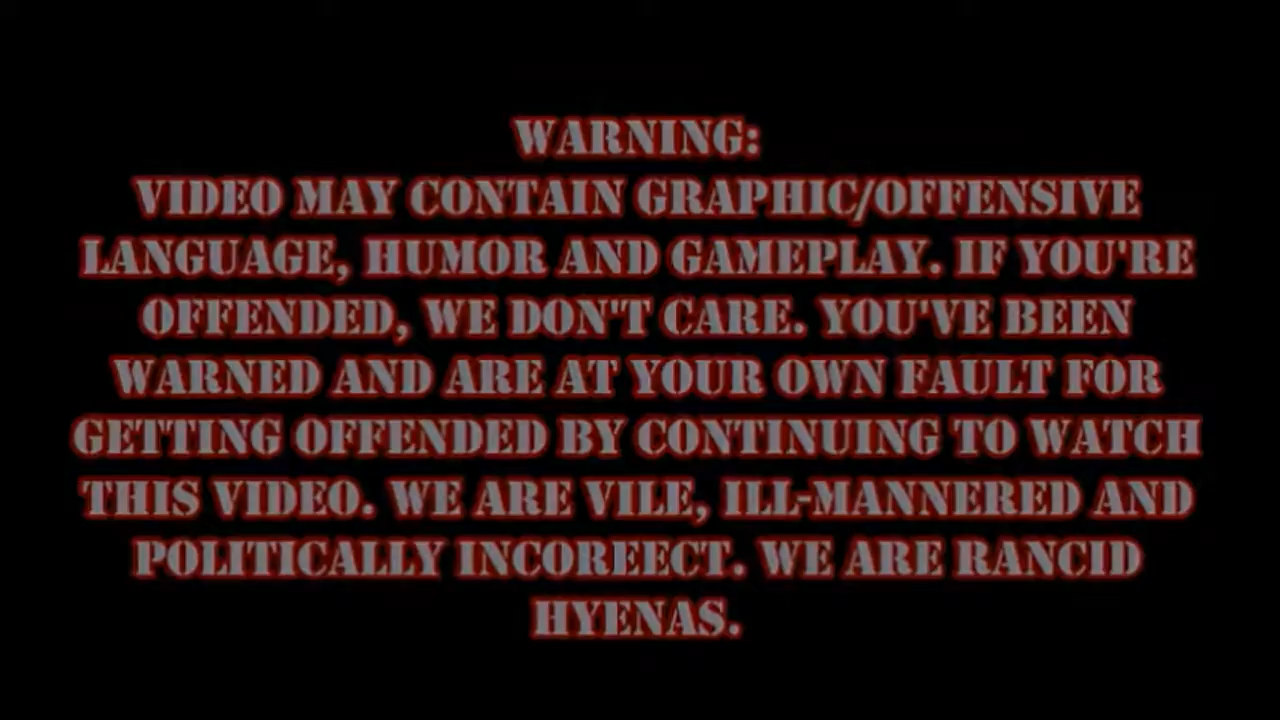 WARNING:
VIDEO MAY CONTAIN GRAPHIC/OFFENSIVE
LANGUAGE, HUMOR AND GAMEPLAY. IF YOU'RE
OFFENDED, WE DON'T CARE. YOU'VE BEEN
WARNED AND ARE AT YOUR OWN FAULT FOR
GETTING OFFENDED BY CONTINUING TO WATCH
THIS VIDEO. WE ARE VILE, ILL-MANNERED AND
POLITICALLY INCOREECT. WE ARE RANCID
HYENAS.